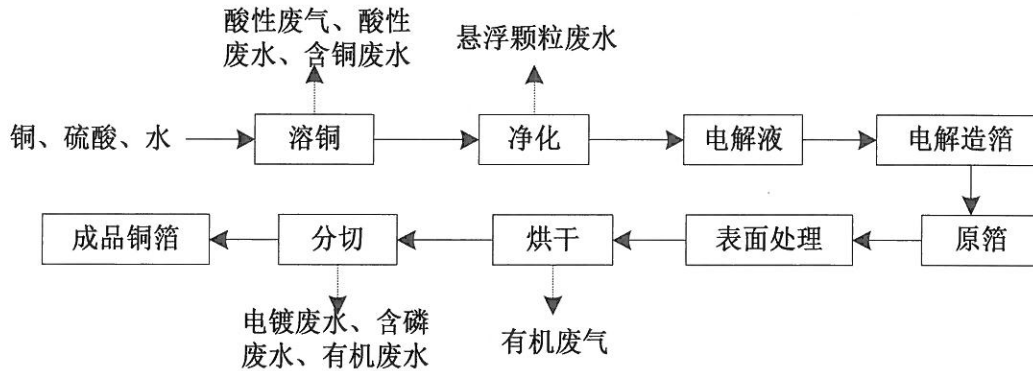 酸性废气、酸性
废水、含铜废水
悬浮颗粒废水
铜、硫酸、水
溶铜
净化
电解液
电解造箔
成品铜箔
分切
烘干
表面处理
原箔
电镀废水、含磷
废水、有机废水
有机废气